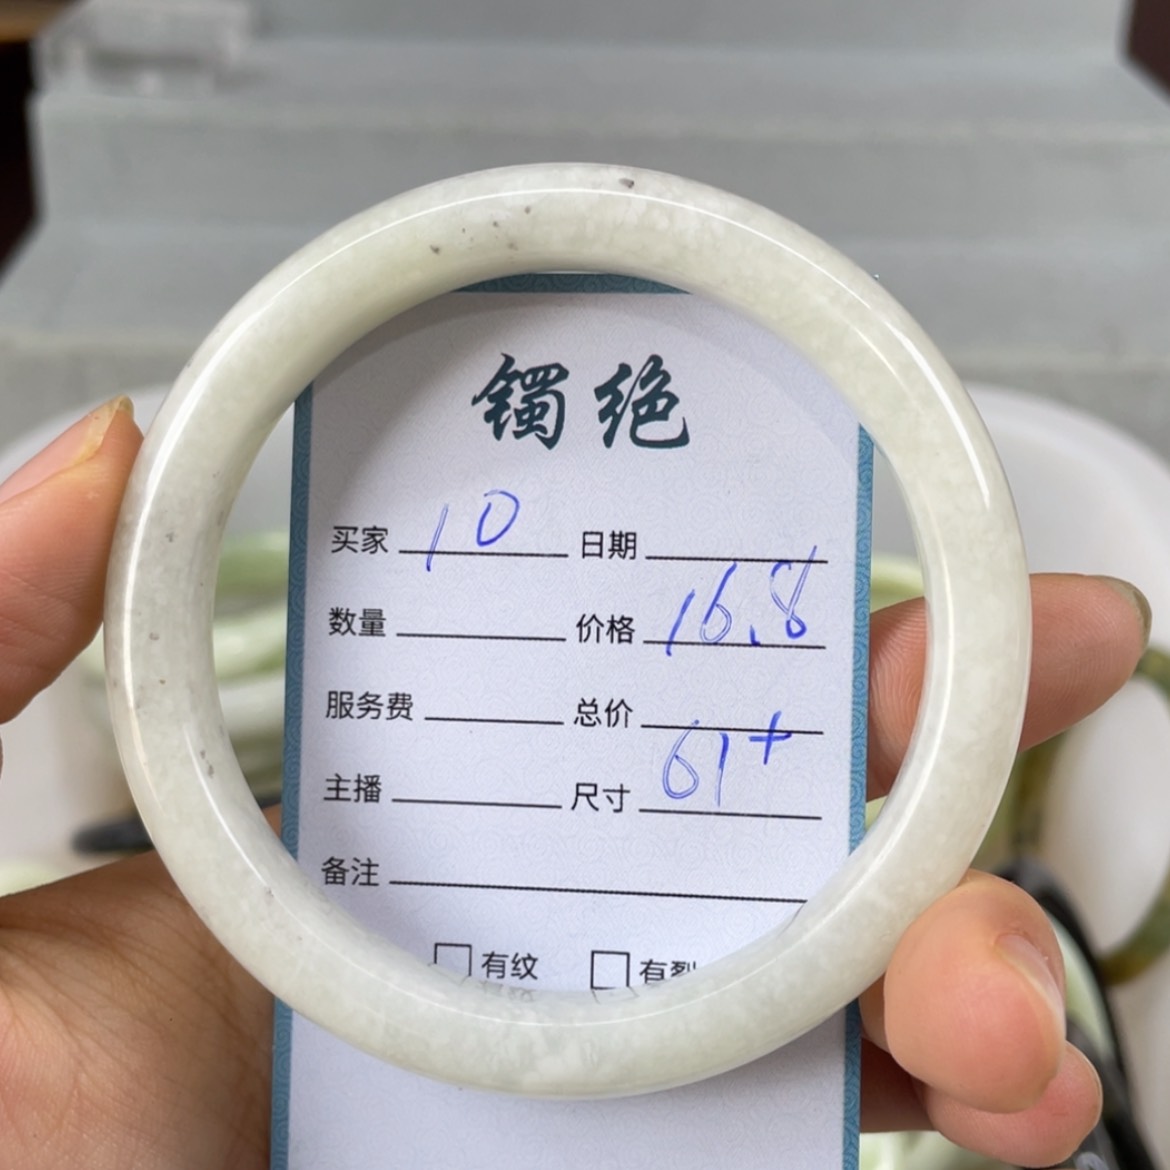 镯绝
买家 10 日期
数量 价格 16.8
服务费 总价
主播 尺寸 61+
备注
□ 有纹 □ 有裂